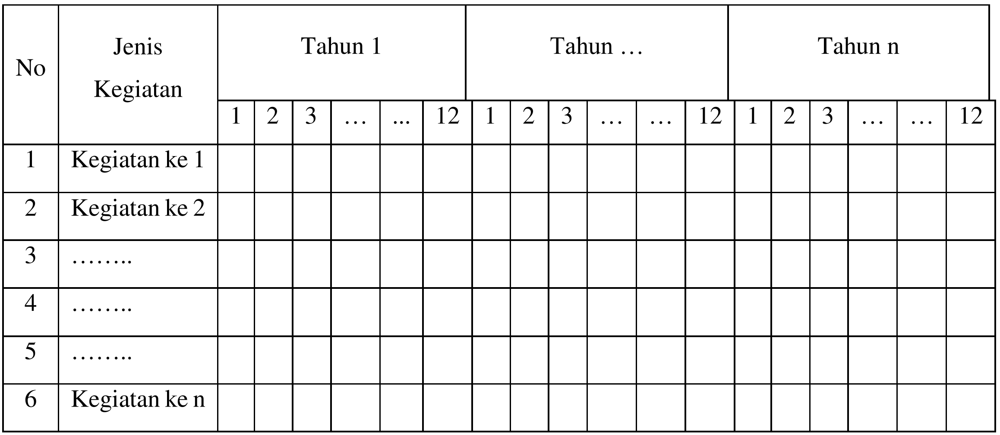 No
Jenis
Kegiatan
Tahun 1
Tahun …
Tahun n
1 2 3 … ... 12 1 2 3 … … 12 1 2 3 … … 12
1 Kegiatan ke 1
2 Kegiatan ke 2
3 ……..
4 ……..
5 ……..
6 Kegiatan ke n